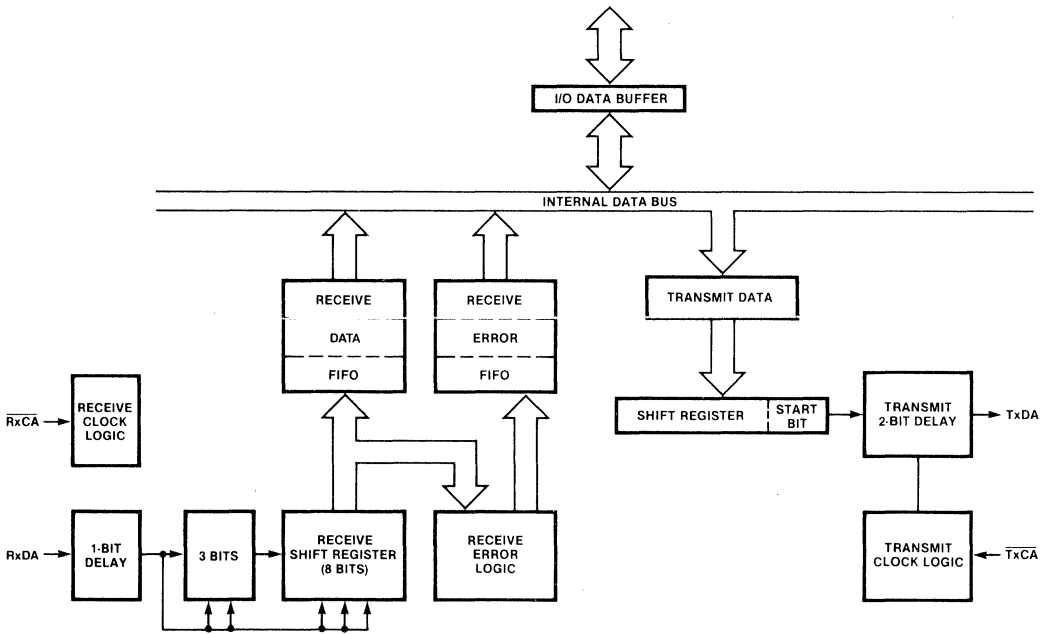 I/O DATA BUFFER
INTERNAL DATA BUS
RECEIVE
DATA
FIFO
RECEIVE
ERROR
FIFO
TRANSMIT DATA
SHIFT REGISTER
START
BIT
TRANSMIT
2-BIT DELAY
TxDA
RxCA
RECEIVE
CLOCK
LOGIC
RxDA
1-BIT
DELAY
3 BITS
RECEIVE
SHIFT REGISTER
(8 BITS)
RECEIVE
ERROR
LOGIC
TRANSMIT
CLOCK LOGIC
TxCA